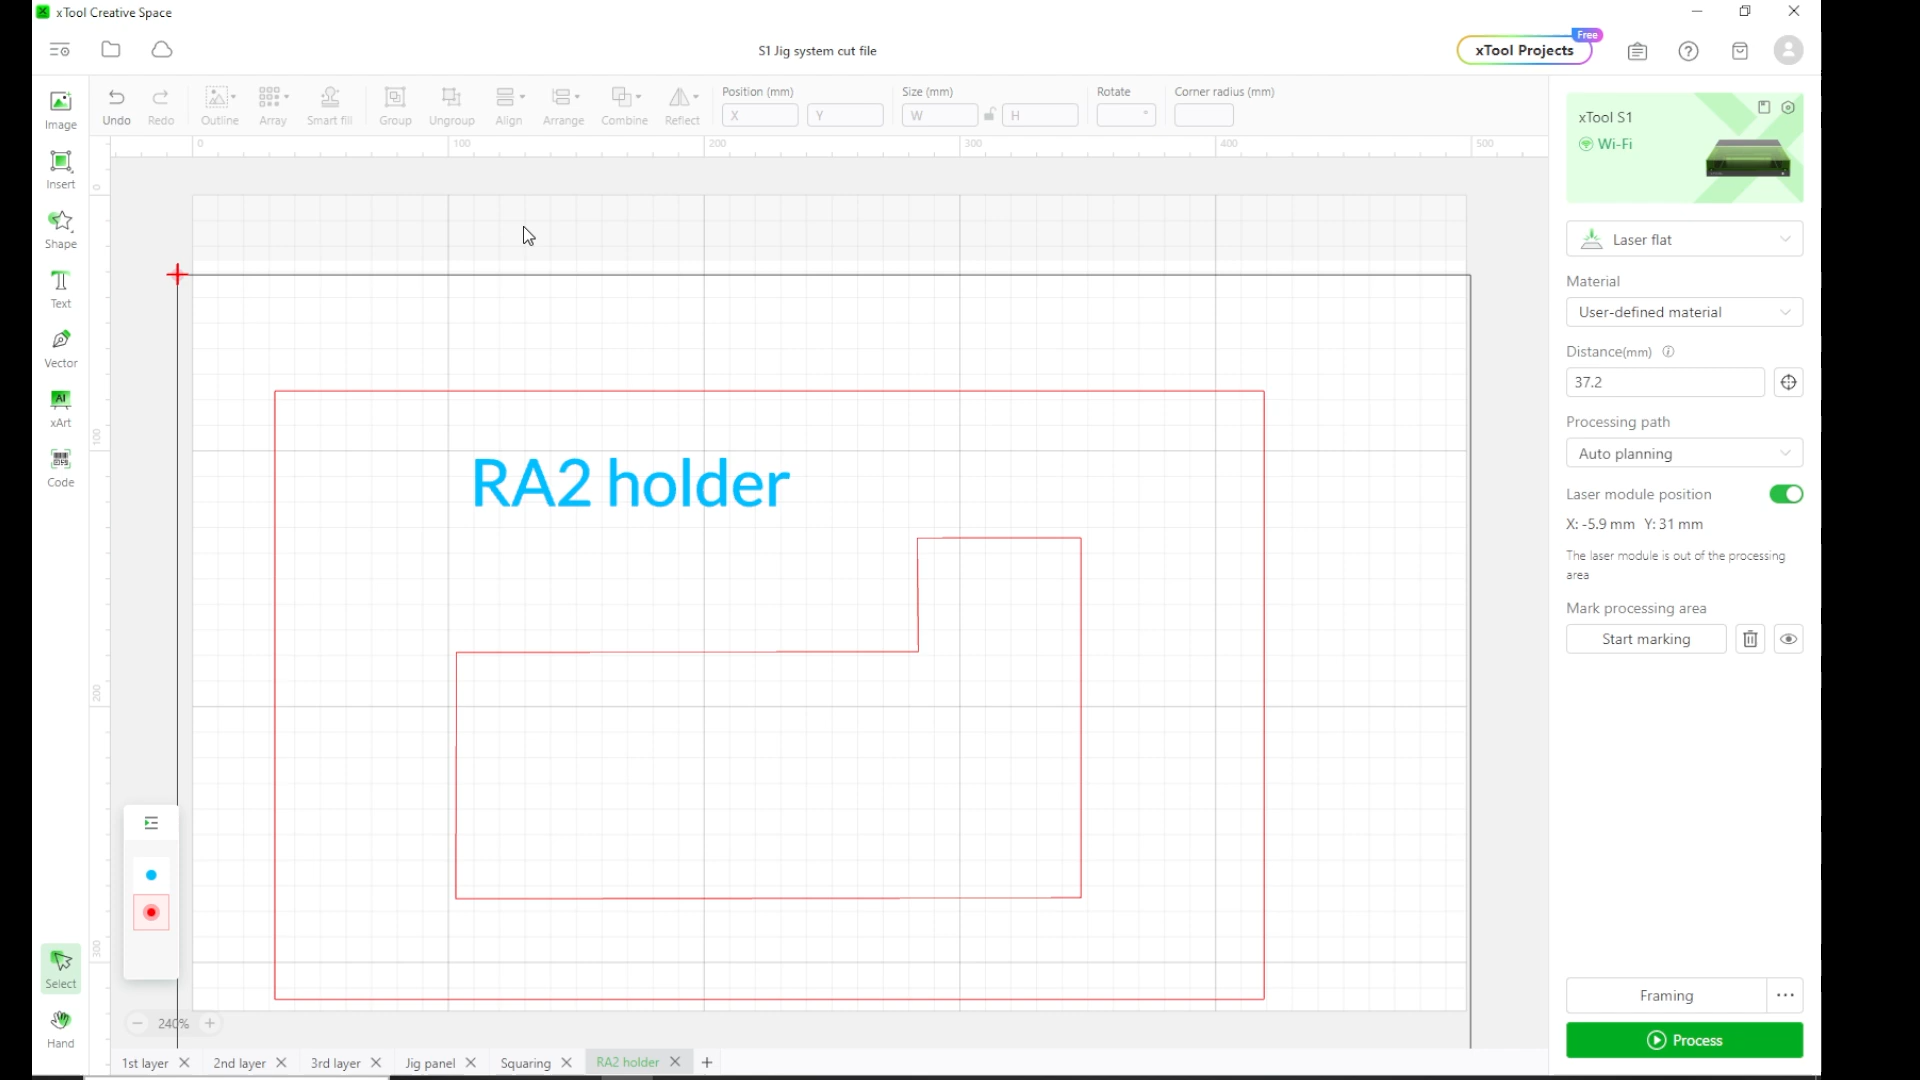 xTool Creative Space
S1 Jig system cut file
xTool Projects
Free
Image
Insert
Shape
Text
Vector
AI
xArt
Code
Select
Hand
Undo
Redo
Outline
Array
Smart fill
Group
Ungroup
Align
Arrange
Combine
Reflect
Position (mm)
X
Y
Size (mm)
W
H
Rotate
°
Corner radius (mm)
0
100
200
300
400
500
0
100
200
300
RA2 holder
240%
1st layer
2nd layer
3rd layer
Jig panel
Squaring
RA2 holder
xTool S1
Wi-Fi
Laser flat
Material
User-defined material
Distance(mm)
37.2
Processing path
Auto planning
Laser module position
X: -5.9 mm Y: 31 mm
The laser module is out of the processing
area
Mark processing area
Start marking
Framing
Process